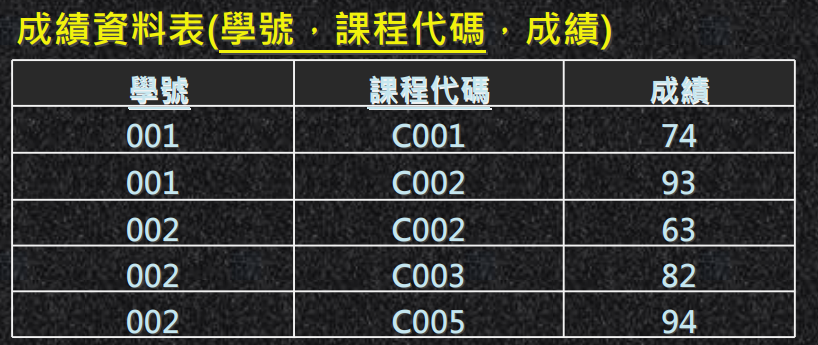 成績資料表(學號，課程代碼，成績)
學號 課程代碼 成績
001 C001 74
001 C002 93
002 C002 63
002 C003 82
002 C005 94